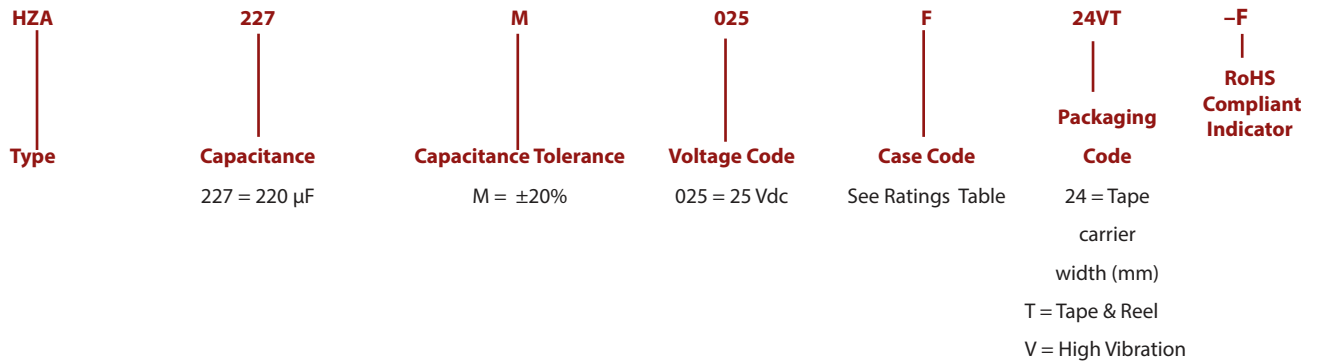 HZA 227 M 025 F 24VT –F
RoHS
Compliant
Indicator
Packaging
Type Capacitance Capacitance Tolerance Voltage Code Case Code Code
227 = 220 µF M = ±20% 025 = 25 Vdc See Ratings Table 24 = Tape
carrier
width (mm)
T = Tape & Reel
V = High Vibration